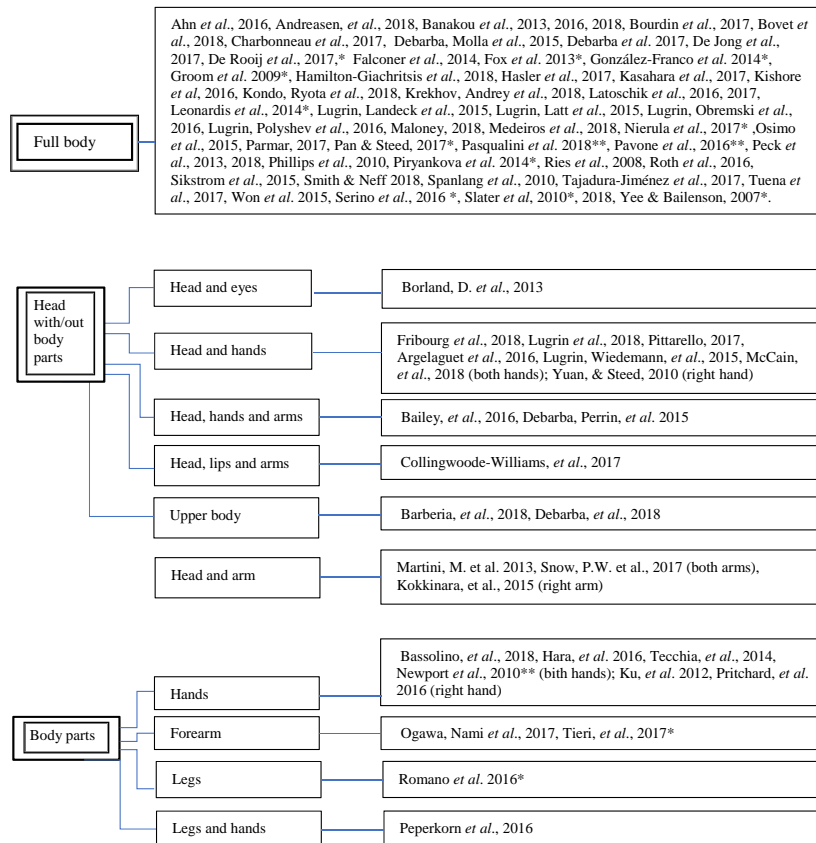 Full body
Ahn et al., 2016, Andreasen, et al., 2018, Banakou et al., 2013, 2016, 2018, Bourdin et al., 2017, Bovet et
al., 2018, Charbonneau et al., 2017, Debarba, Molla et al., 2015, Debarba et al. 2017, De Jong et al.,
2017, De Rooij et al., 2017,* Falconer et al., 2014, Fox et al. 2013*, González-Franco et al. 2014*,
Groom et al. 2009*, Hamilton-Giachritsis et al., 2018, Hasler et al., 2017, Kasahara et al., 2017, Kishore
et al, 2016, Kondo, Ryota et al., 2018, Krekhov, Andrey et al., 2018, Latoschik et al., 2016, 2017,
Leonardis et al., 2014*, Lugrin, Landeck et al., 2015, Lugrin, Latt et al., 2015, Lugrin, Obremski et al.,
2016, Lugrin, Polyshev et al., 2016, Maloney, 2018, Medeiros et al., 2018, Nierula et al., 2017* ,Osimo
et al., 2015, Parmar, 2017, Pan & Steed, 2017*, Pasqualini et al. 2018**, Pavone et al., 2016**, Peck et
al., 2013, 2018, Phillips et al., 2010, Piryankova et al. 2014*, Ries et al., 2008, Roth et al., 2016,
Sikstrom et al., 2015, Smith & Neff 2018, Spanlang et al., 2010, Tajadura-Jiménez et al., 2017, Tuena et
al., 2017, Won et al. 2015, Serino et al., 2016 *, Slater et al, 2010*, 2018, Yee & Bailenson, 2007*.
Head
with/out
body
parts
Head and eyes
Borland, D. et al., 2013
Head and hands
Fribourg et al., 2018, Lugrin et al., 2018, Pittarello, 2017,
Argelaguet et al., 2016, Lugrin, Wiedemann, et al., 2015, McCain,
et al., 2018 (both hands); Yuan, & Steed, 2010 (right hand)
Head, hands and arms
Bailey, et al., 2016, Debarba, Perrin, et al. 2015
Head, lips and arms
Collingwoode-Williams, et al., 2017
Upper body
Barberia, et al., 2018, Debarba, et al., 2018
Head and arm
Martini, M. et al. 2013, Snow, P.W. et al., 2017 (both arms),
Kokkinara, et al., 2015 (right arm)
Body parts
Hands
Bassolino, et al., 2018, Hara, et al. 2016, Tecchia, et al., 2014,
Newport et al., 2010** (bith hands); Ku, et al. 2012, Pritchard, et al.
2016 (right hand)
Forearm
Ogawa, Nami et al., 2017, Tieri, et al., 2017*
Legs
Romano et al. 2016*
Legs and hands
Peperkorn et al., 2016